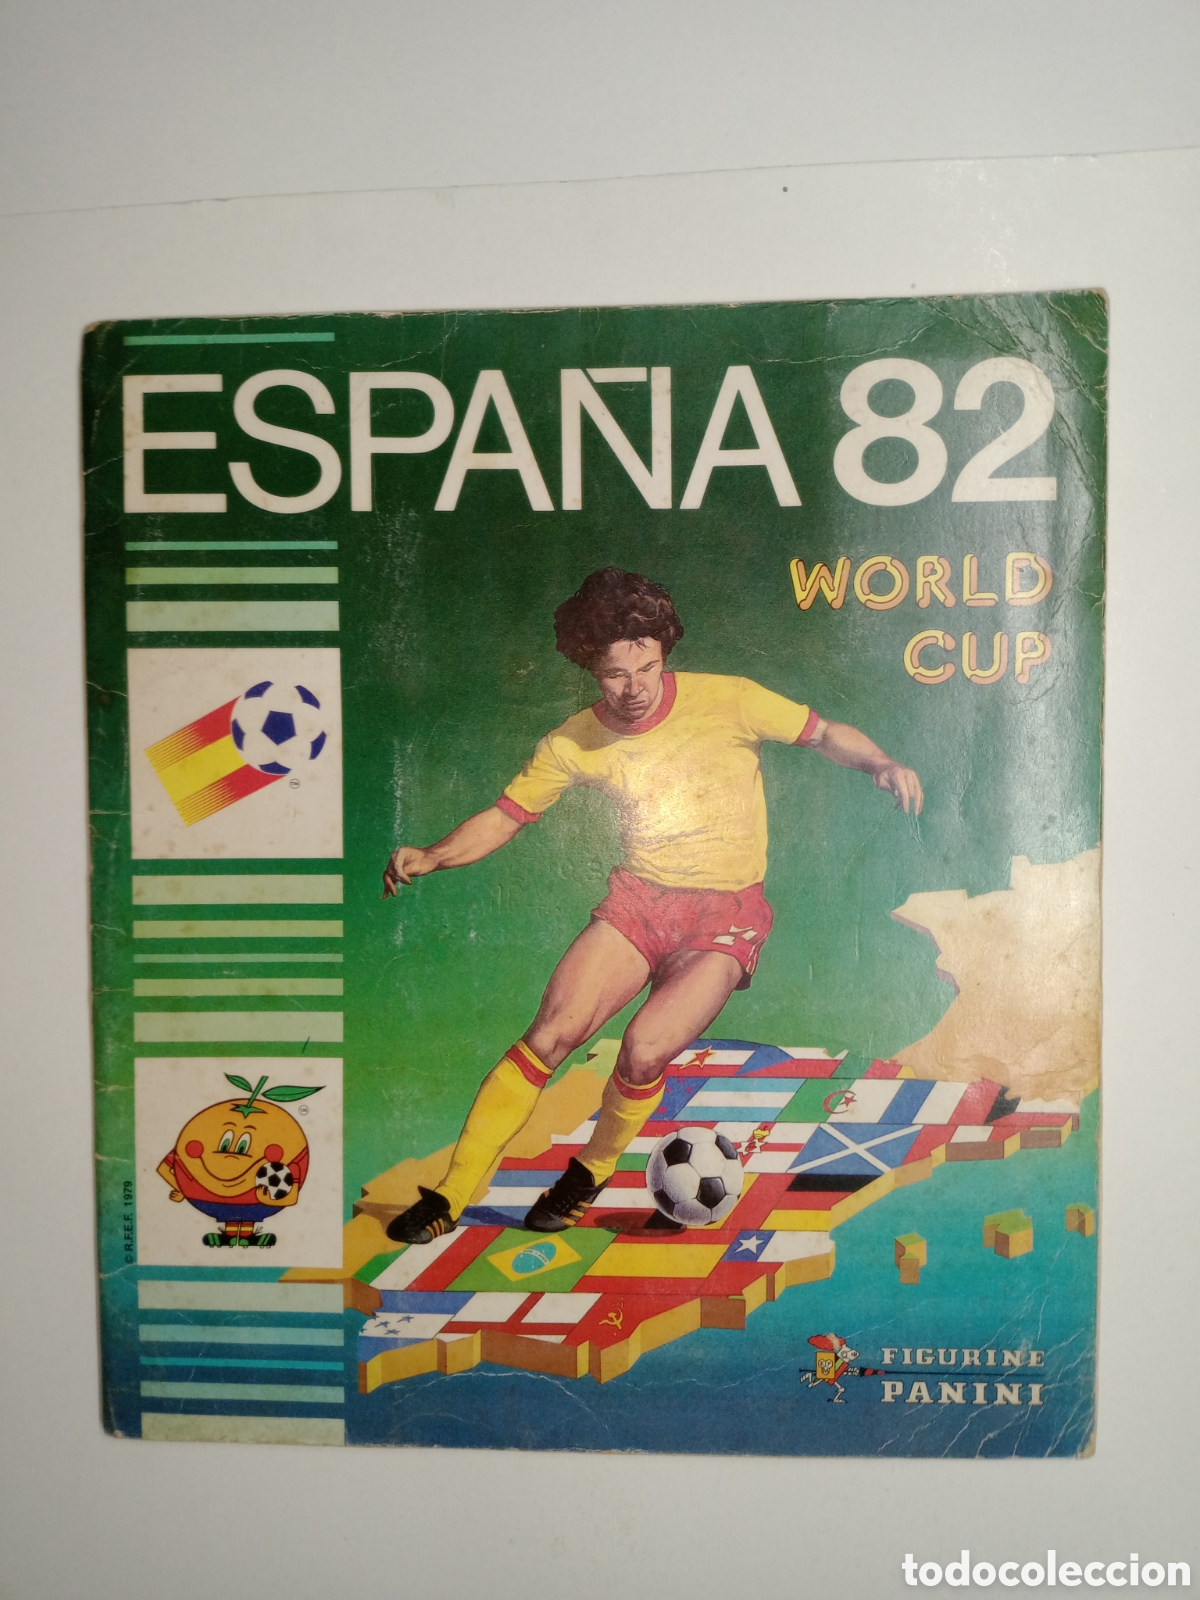 ESPAÑA 82
WORLD
CUP
© R.F.E.F. 1979
FIGURINE
PANINI
todocoleccion